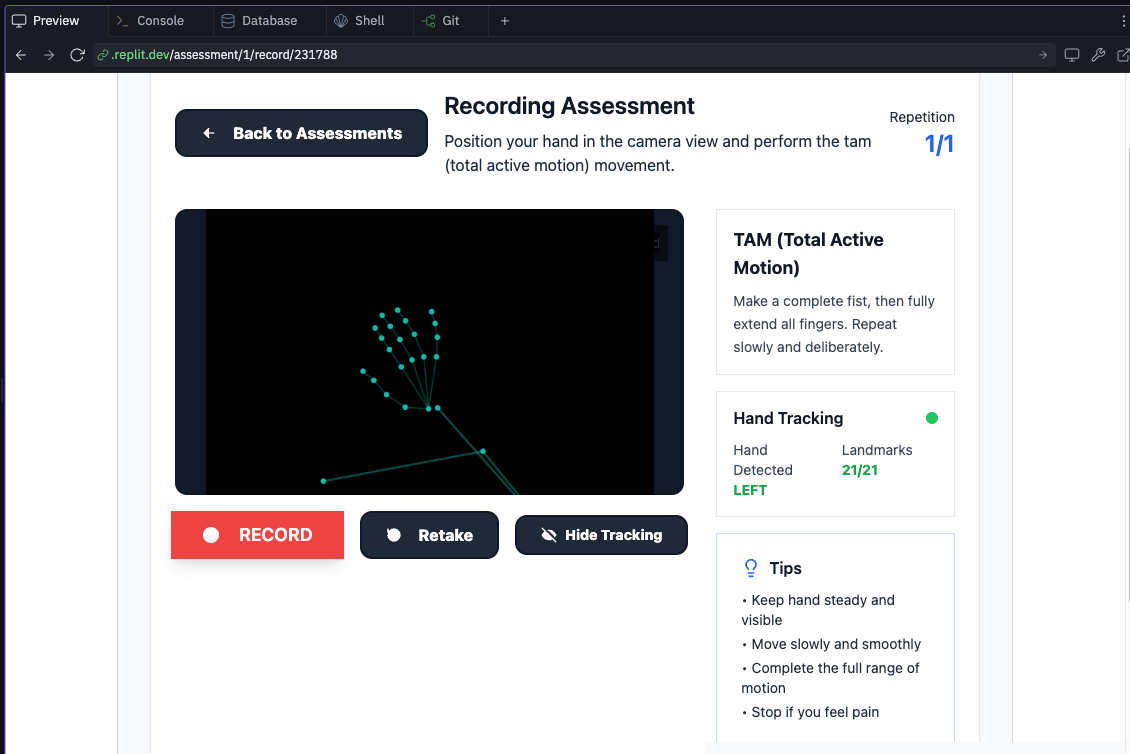 Preview
Console
Database
Shell
Git
.replit.dev/assessment/1/record/231788
Back to Assessments
Recording Assessment
Position your hand in the camera view and perform the tam
(total active motion) movement.
Repetition
1/1
TAM (Total Active
Motion)
Make a complete fist, then fully
extend all fingers. Repeat
slowly and deliberately.
Hand Tracking
Hand
Detected
LEFT
Landmarks
21/21
RECORD
Retake
Hide Tracking
Tips
• Keep hand steady and
visible
• Move slowly and smoothly
• Complete the full range of
motion
• Stop if you feel pain